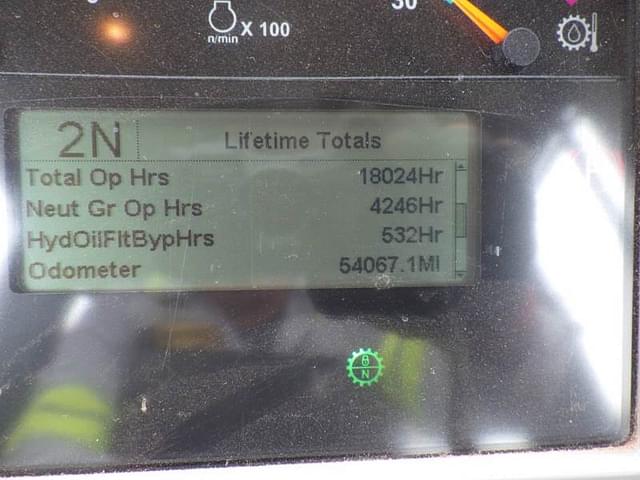 30
n/min X 100
2N Lifetime Totals
Total Op Hrs 18024Hr
Neut Gr Op Hrs 4246Hr
HydOilFltBypHrs 532Hr
Odometer 54067.1MI
N